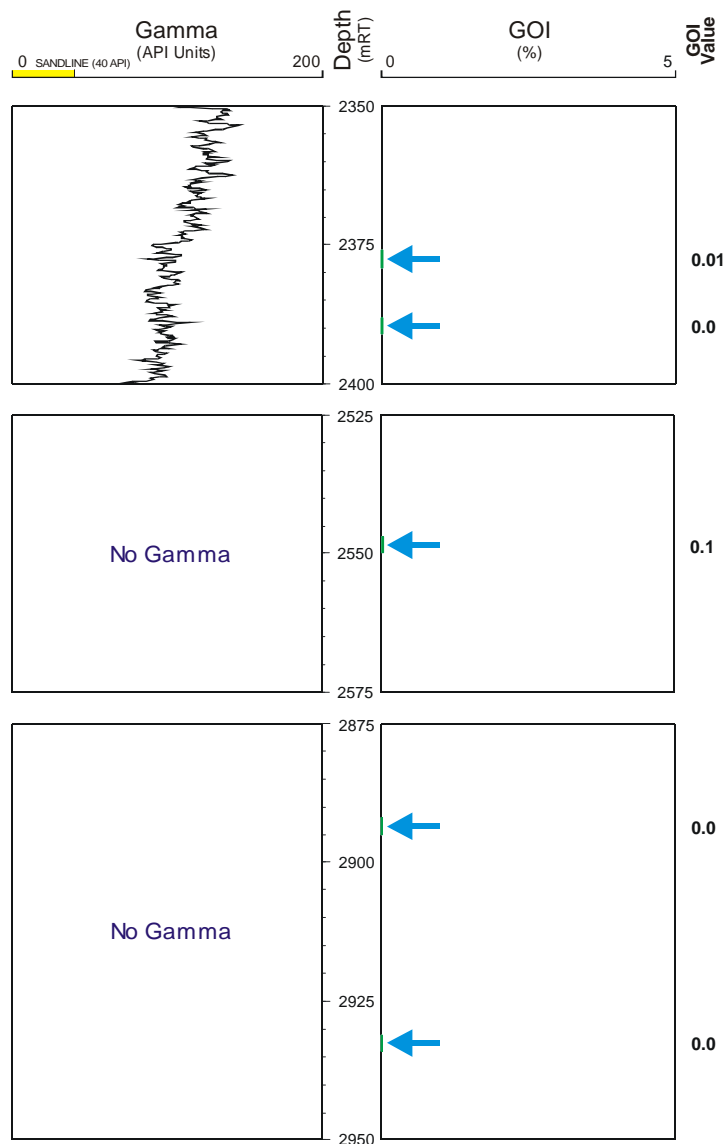 Gamma
(API Units)
0 SANDLINE (40 API) 200
Depth
(mRT)
GOI
(%)
0 5
GOI
Value
2350
2375
0.01
0.0
2400
2525
No Gamma
2550
0.1
2575
2875
0.0
2900
No Gamma
2925
0.0
2950